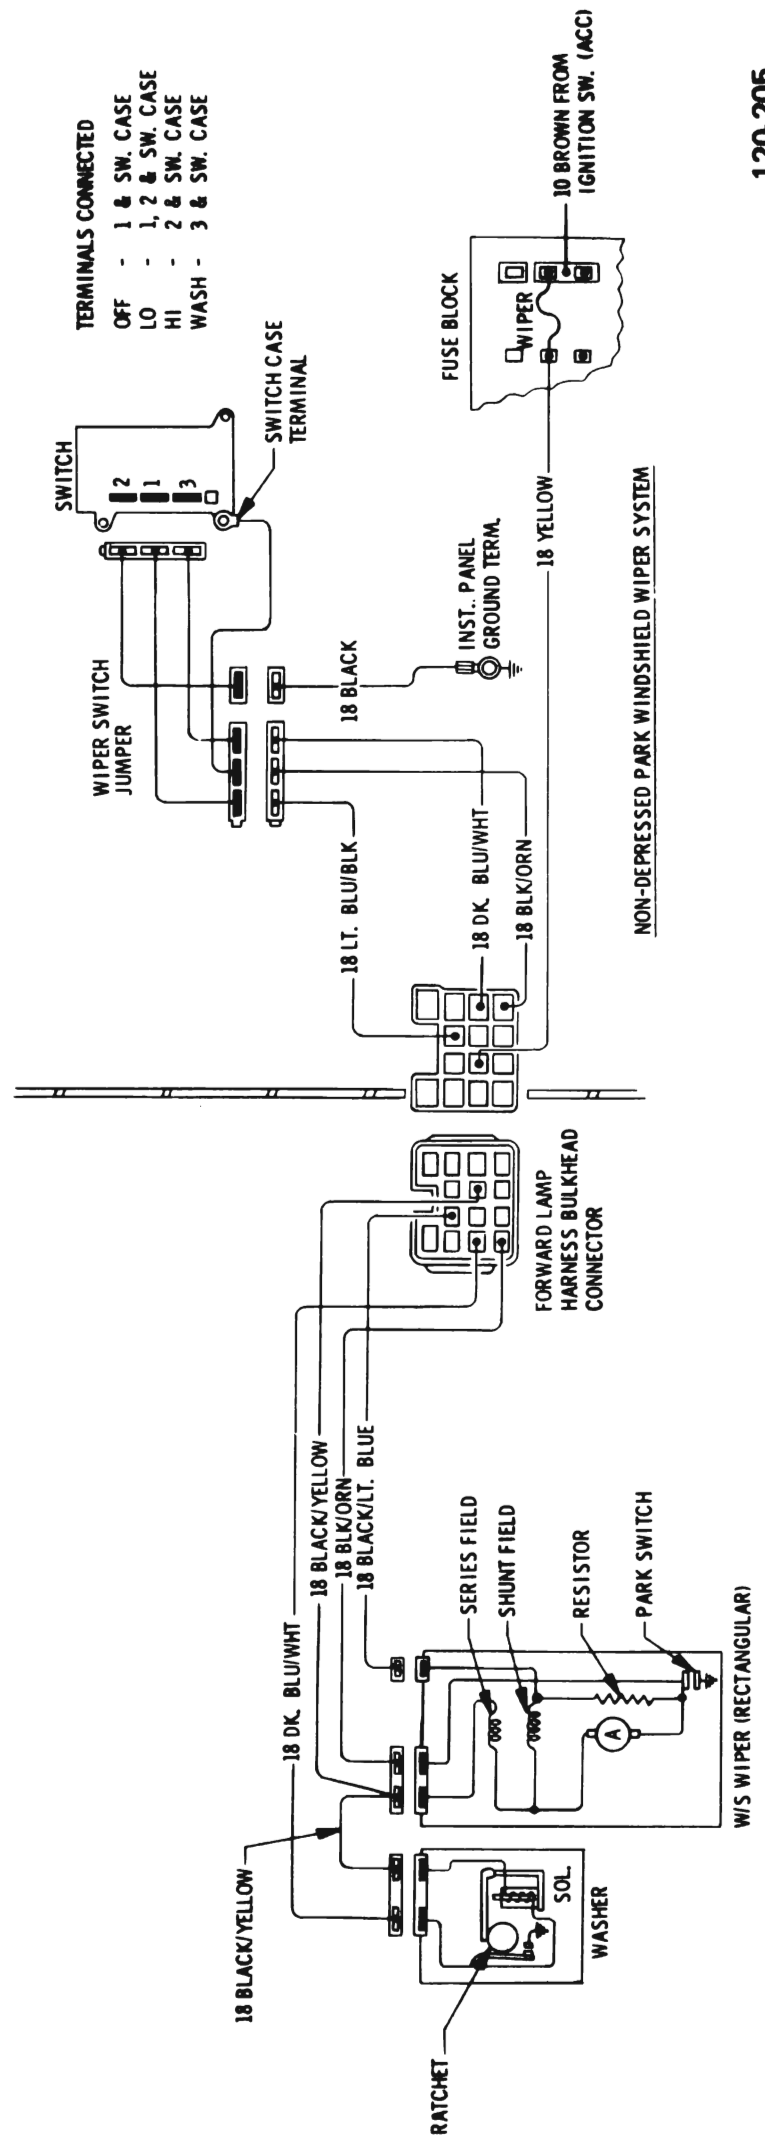 TERMINALS CONNECTED
OFF - 1 & SW. CASE
LO - 1, 2 & SW. CASE
HI - 2 & SW. CASE
WASH - 3 & SW. CASE
SWITCH
2
1
3
SWITCH CASE
TERMINAL
WIPER SWITCH
JUMPER
18 BLACK
INST.. PANEL
GROUND TERM.
FUSE BLOCK
WIPER
10 BROWN FROM
IGNITION SW. (ACC)
18 YELLOW
18 LT. BLU/BLK
18 DK. BLU/WHT
18 BLK/ORN
NON-DEPRESSED PARK WINDSHIELD WIPER SYSTEM
FORWARD LAMP
HARNESS BULKHEAD
CONNECTOR
18 DK. BLU/WHT
18 BLACK/YELLOW
18 BLK/ORN
18 BLACK/LT. BLUE
18 BLACK/YELLOW
SERIES FIELD
SHUNT FIELD
RESISTOR
PARK SWITCH
A
W/S WIPER (RECTANGULAR)
SOL.
WASHER
RATCHET